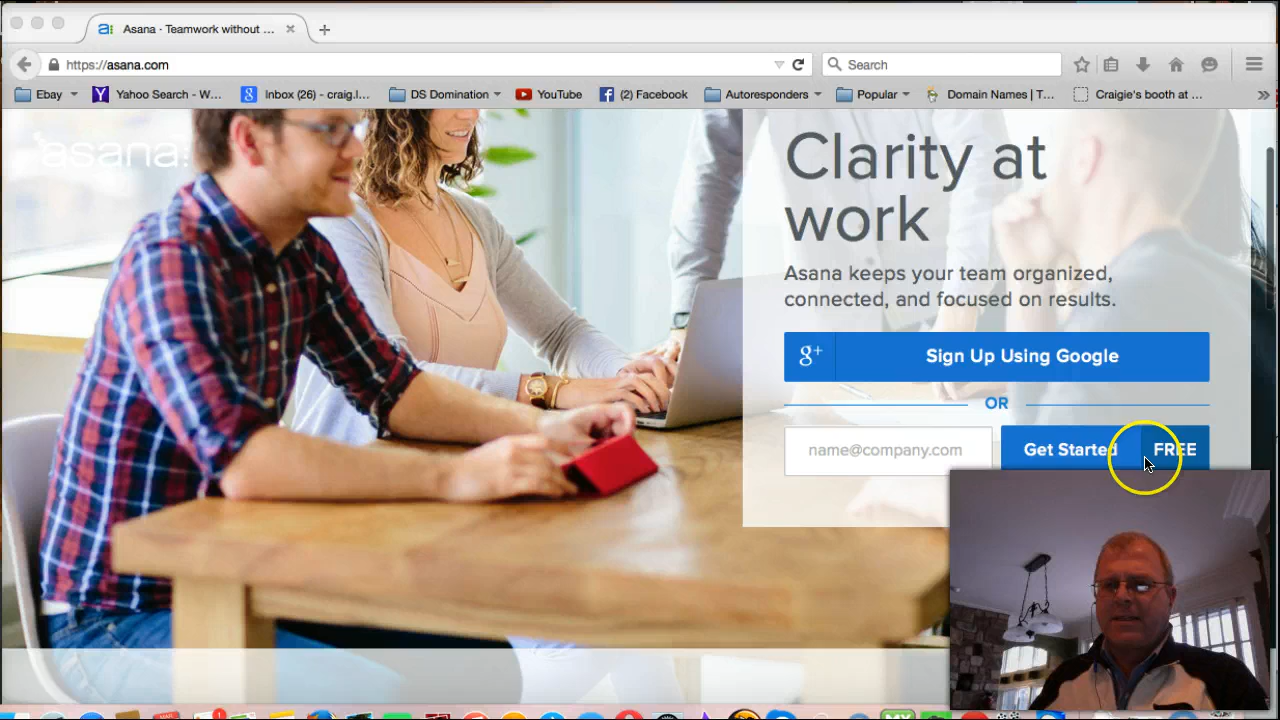 Asana · Teamwork without ...
https://asana.com
Search
Ebay
Yahoo Search - W...
Inbox (26) - craig.l...
DS Domination
YouTube
(2) Facebook
Autoresponders
Popular
Domain Names | T...
Craigie's booth at ...
asana:
Clarity at
work
Asana keeps your team organized,
connected, and focused on results.
g+ Sign Up Using Google
OR
name@company.com
Get Started FREE